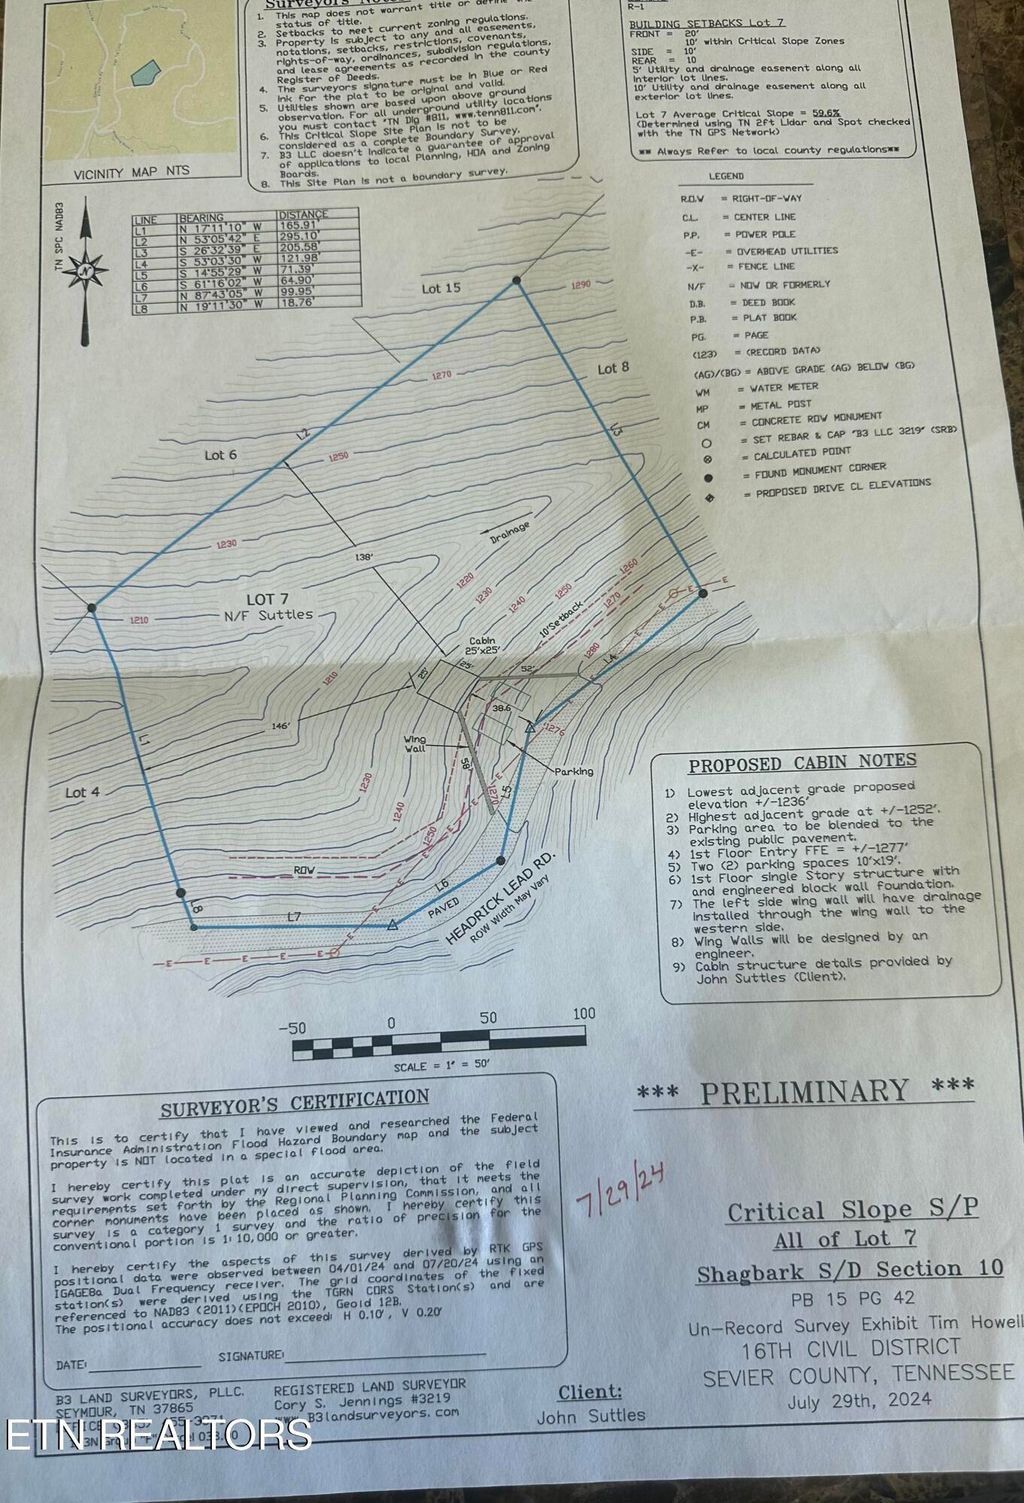 Surveyors Notes
1. This map does not warrant title or define the
status of title.
2. Setbacks to meet current zoning regulations.
3. Property is subject to any and all easements,
notations, setbacks, restrictions, covenants,
rights-of-way, ordinances, subdivision regulations,
and lease agreements as recorded in the county
Register of Deeds.
4. The surveyors signature must be in Blue or Red
ink for the plat to be original and valid.
5. Utilities shown are based upon above ground
observation. For all underground utility locations
you must contact "TN Dig #811, www.tenn811.com".
6. This Critical Slope Site Plan is not to be
considered as a complete Boundary Survey,
7. B3 LLC doesn't indicate a guarantee of approval
of applications to local Planning, HOA and Zoning
Boards.
8. This Site Plan is not a boundary survey.
R-1
BUILDING SETBACKS Lot 7
FRONT = 20'
10' within Critical Slope Zones
SIDE = 10'
REAR = 10
5' Utility and drainage easement along all
interior lot lines.
10' Utility and drainage easement along all
exterior lot lines.
Lot 7 Average Critical Slope = 59.6%
(Determined using TN 2ft Lidar and Spot checked
with the TN GPS Network)
** Always Refer to local county regulations**
VICINITY MAP NTS
TN SPC NAD83
N
LINE BEARING DISTANCE
L1 N 17°11'10" W 165.91'
L2 N 53°05'42" E 295.10'
L3 S 26°32'39" E 205.58'
L4 S 53°03'30" W 121.98'
L5 S 14°55'29" W 71.39'
L6 S 61°16'02" W 64.90'
L7 N 87°43'05" W 99.95'
L8 N 19°11'30" W 18.76'
LEGEND
R.O.W = RIGHT-OF-WAY
C.L. = CENTER LINE
P.P. = POWER POLE
-E- = OVERHEAD UTILITIES
-X- = FENCE LINE
N/F = NOW OR FORMERLY
D.B. = DEED BOOK
P.B. = PLAT BOOK
PG. = PAGE
(123) = (RECORD DATA)
(AG)/(BG) = ABOVE GRADE (AG) BELOW (BG)
WM = WATER METER
MP = METAL POST
CM = CONCRETE ROW MONUMENT
= SET REBAR & CAP "B3 LLC 3219" (SRB)
= CALCULATED POINT
= FOUND MONUMENT CORNER
= PROPOSED DRIVE CL ELEVATIONS
Lot 15
1290
Lot 8
1270
L2
L3
Lot 6
1250
Drainage
1230
138'
1220
1230
1240
1250
1260
1270
E
E
LOT 7
N/F Suttles
1210
10'Setback
Cabin
25'x25'
1280
L4
25'
25'
52'
1210
38.6
1276
146'
Wing
Wall
58'
Parking
L1
1230
1240
1250
1270
L5
Lot 4
E
ROW
L6
PAVED
HEADRICK LEAD RD.
ROW Width May Vary
L8
L7
E E E E
PROPOSED CABIN NOTES
1) Lowest adjacent grade proposed
elevation +/-1236'
2) Highest adjacent grade at +/-1252'.
3) Parking area to be blended to the
existing public pavement.
4) 1st Floor Entry FFE = +/-1277'
5) Two (2) parking spaces 10'x19'.
6) 1st Floor single Story structure with
and engineered block wall foundation.
7) The left side wing wall will have drainage
installed through the wing wall to the
western side.
8) Wing Walls will be designed by an
engineer.
9) Cabin structure details provided by
John Suttles (Client).
-50 0 50 100
SCALE = 1" = 50'
SURVEYOR'S CERTIFICATION
This is to certify that I have viewed and researched the Federal
Insurance Administration Flood Hazard Boundary map and the subject
property is NOT located in a special flood area.
I hereby certify this plat is an accurate depiction of the field
survey work completed under my direct supervision, that it meets the
requirements set forth by the Regional Planning Commission, and all
corner monuments have been placed as shown. I hereby certify this
survey is a category 1 survey and the ratio of precision for the
conventional portion is 1:10,000 or greater.
I hereby certify the aspects of this survey derived by RTK GPS
positional data were observed between 04/01/24 and 07/20/24 using an
IGAGE8a Dual Frequency receiver. The grid coordinates of the fixed
station(s) were derived using the TGRN CORS Station(s) and are
referenced to NAD83 (2011)(EPOCH 2010), Geoid 12B.
The positional accuracy does not exceed: H 0.10', V 0.20'
DATE: SIGNATURE:
B3 LAND SURVEYORS, PLLC.
SEYMOUR, TN 37865
REGISTERED LAND SURVEYOR
Cory S. Jennings #3219
www.B3landsurveyors.com
*** PRELIMINARY ***
7/29/24
Critical Slope S/P
All of Lot 7
Shagbark S/D Section 10
PB 15 PG 42
Un-Record Survey Exhibit Tim Howell
16TH CIVIL DISTRICT
SEVIER COUNTY, TENNESSEE
July 29th, 2024
Client:
John Suttles
ETN REALTORS